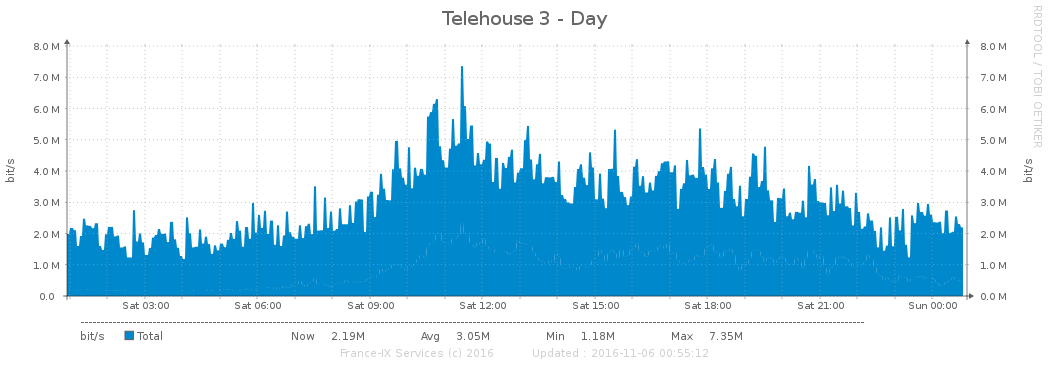 Telehouse 3 - Day
RRDTOOL / TOBI OETIKER
bit/s
bit/s
8.0 M 8.0 M
7.0 M 7.0 M
6.0 M 6.0 M
5.0 M 5.0 M
4.0 M 4.0 M
3.0 M 3.0 M
2.0 M 2.0 M
1.0 M 1.0 M
0.0 0.0 M
Sat 03:00 Sat 06:00 Sat 09:00 Sat 12:00 Sat 15:00 Sat 18:00 Sat 21:00 Sun 00:00
bit/s Total Now 2.19M Avg 3.05M Min 1.18M Max 7.35M
France-IX Services (c) 2016 Updated : 2016-11-06 00:55:12